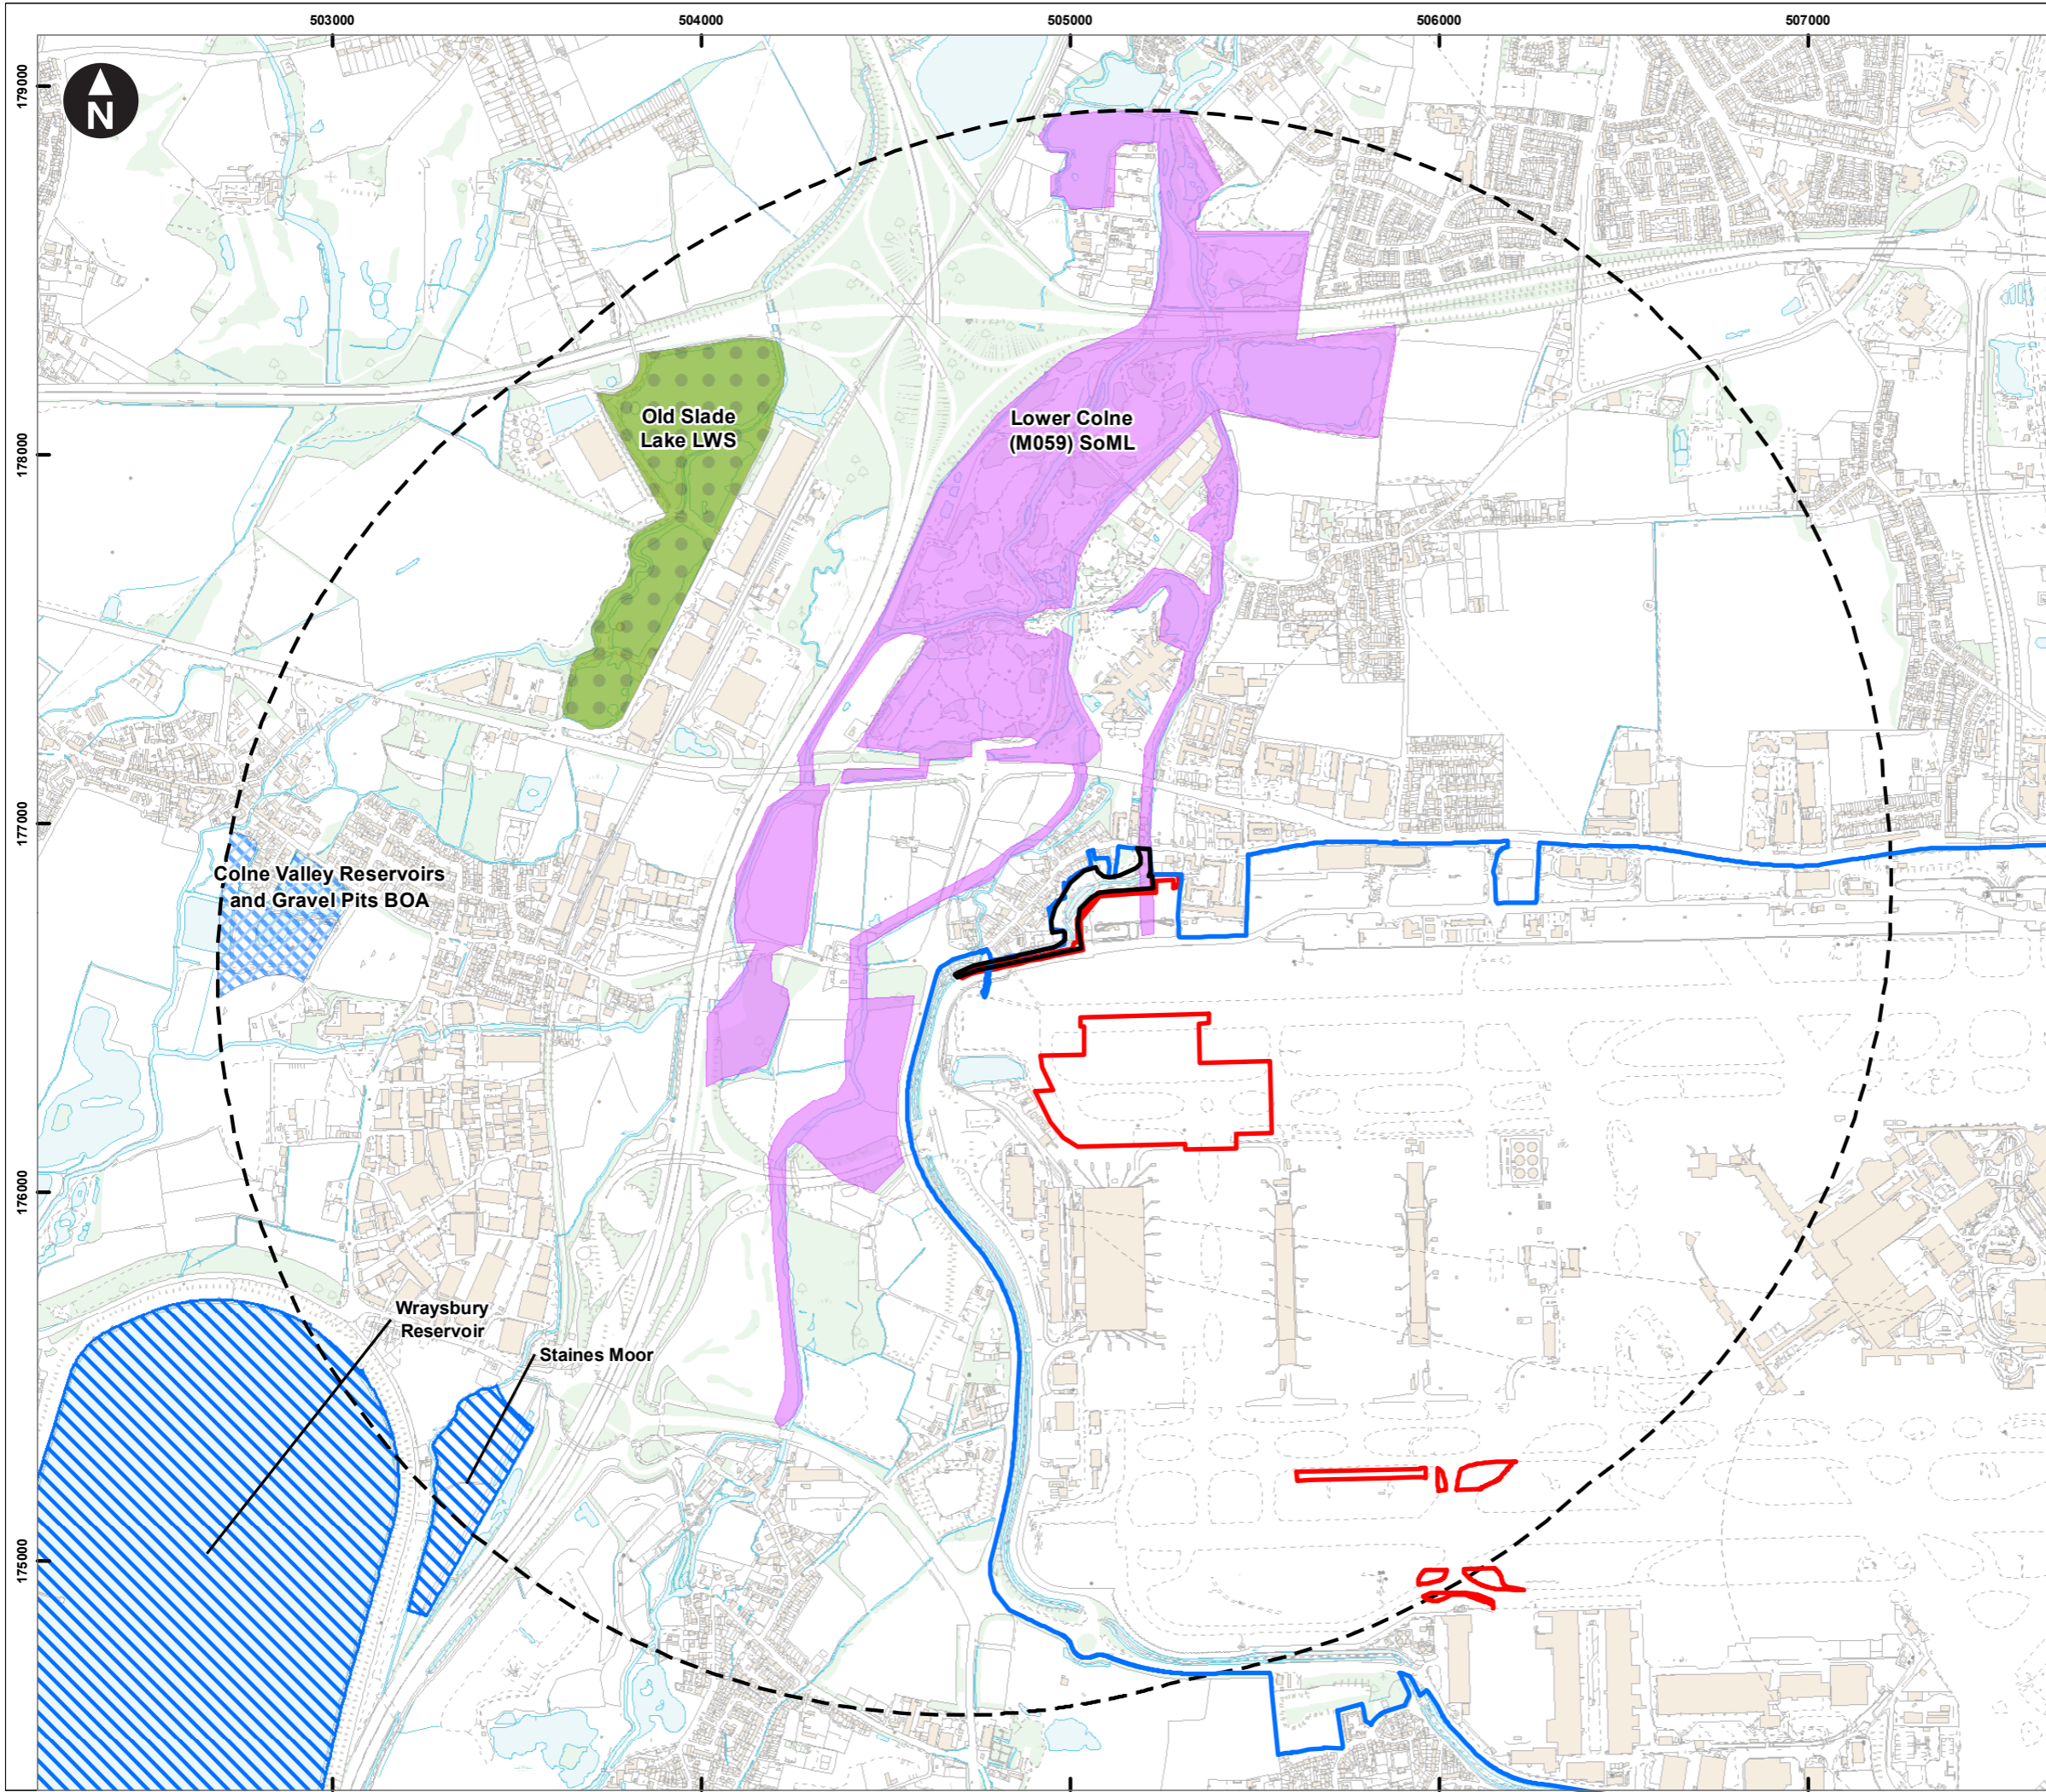 503000
504000
505000
506000
507000
179000
N
Old Slade
Lake LWS
Lower Colne
(M059) SoML
178000
177000
Colne Valley Reservoirs
and Gravel Pits BOA
176000
Wraysbury
Reservoir
Staines Moor
175000